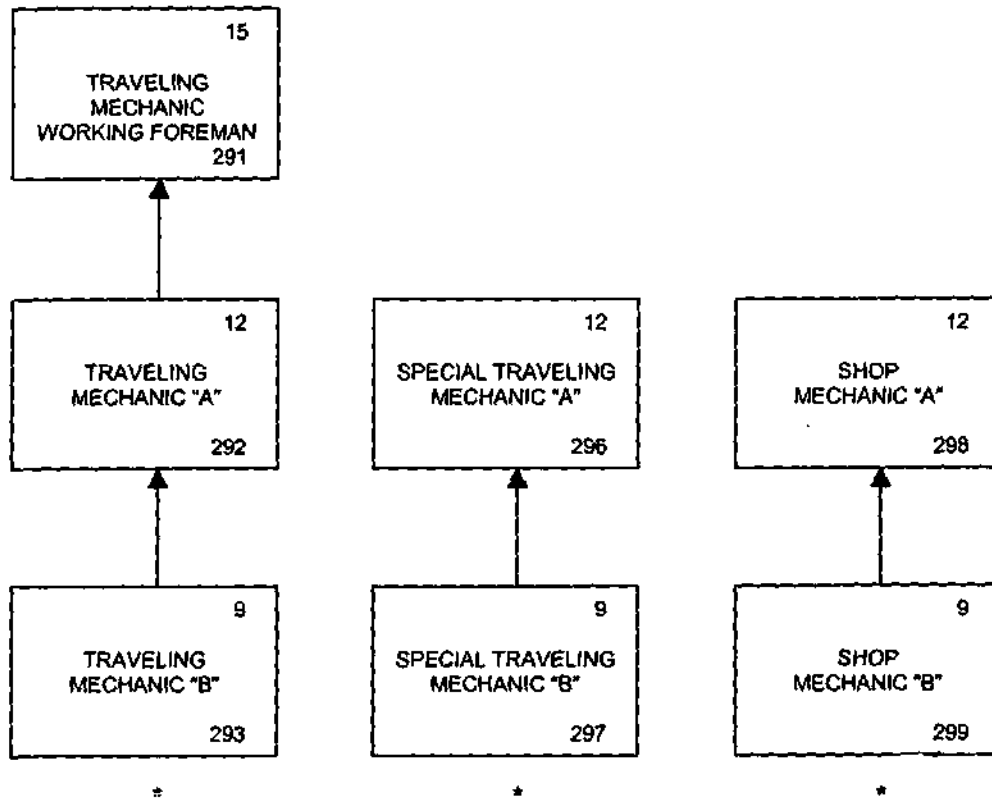 15
TRAVELING
MECHANIC
WORKING FOREMAN
291
12
TRAVELING
MECHANIC "A"
292
12
SPECIAL TRAVELING
MECHANIC "A"
296
12
SHOP
MECHANIC "A"
298
9
TRAVELING
MECHANIC "B"
293
9
SPECIAL TRAVELING
MECHANIC "B"
297
9
SHOP
MECHANIC "B"
299
* * *